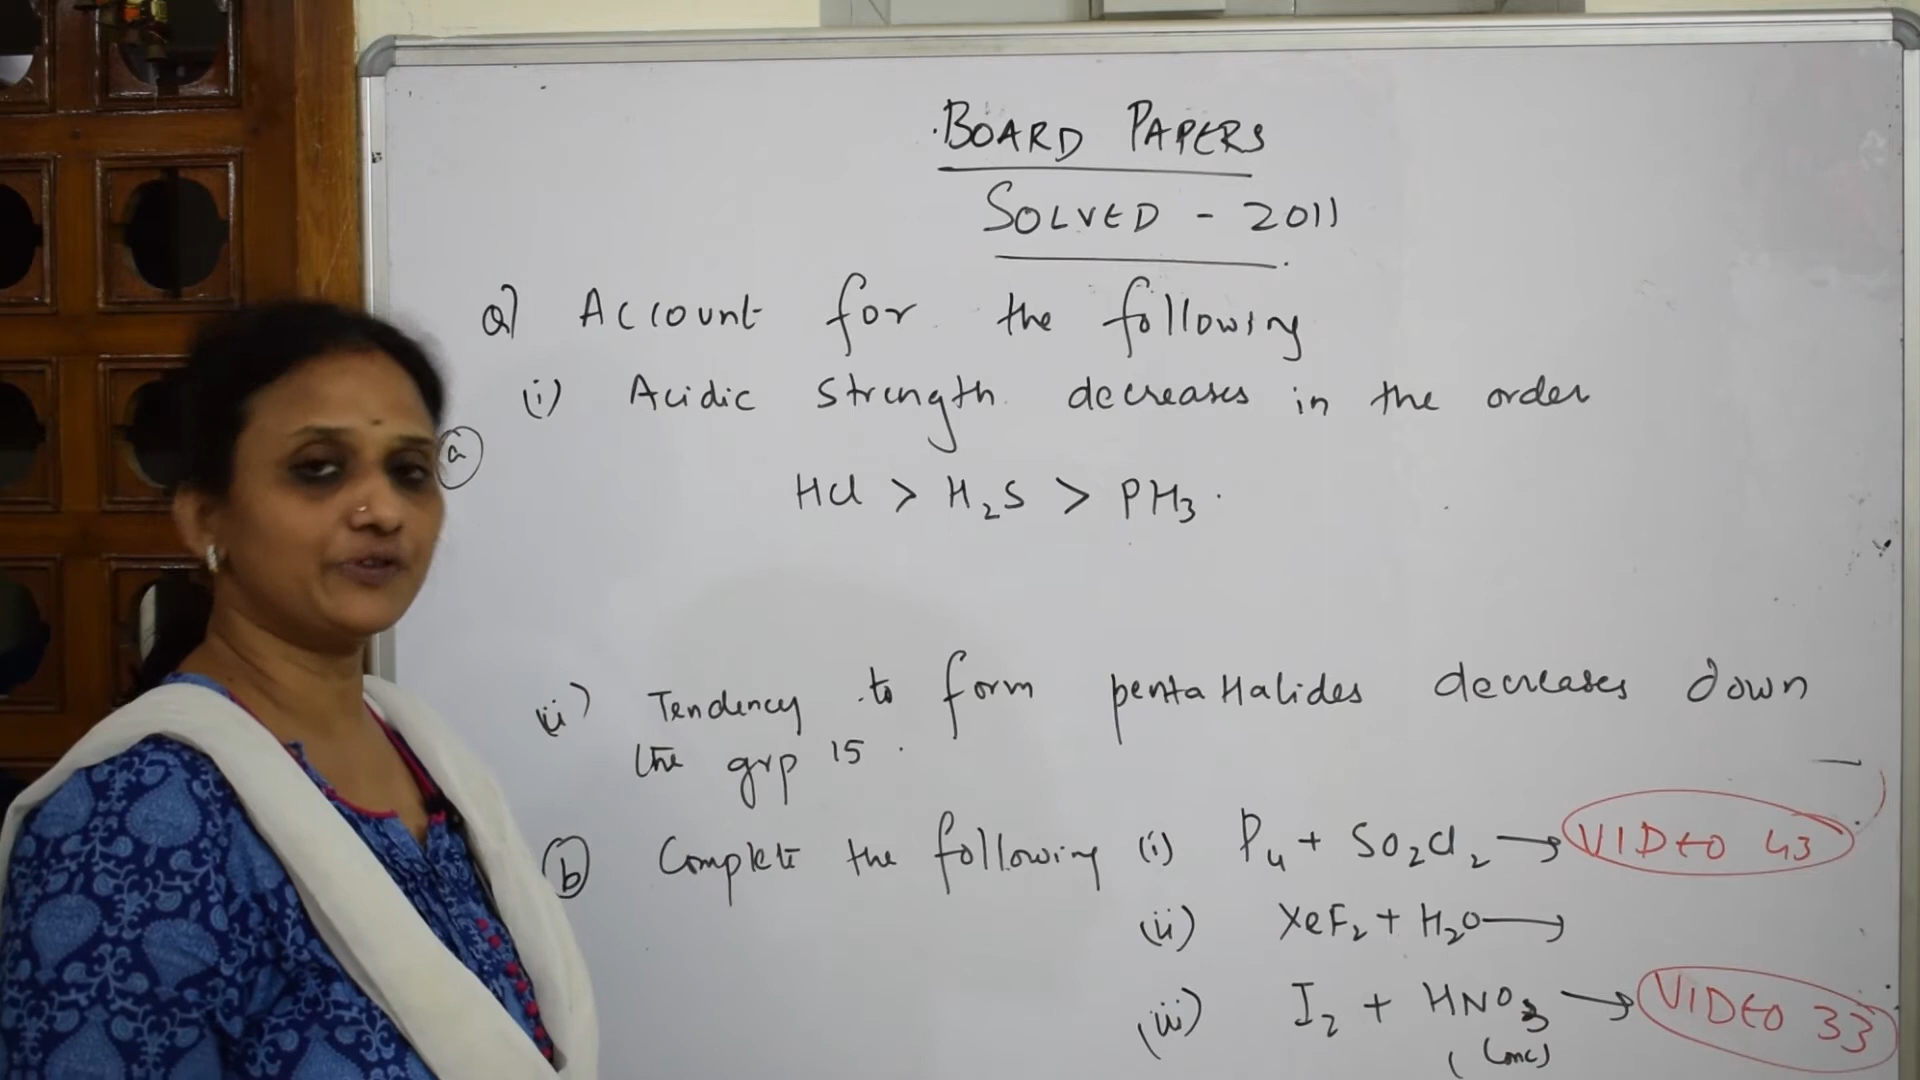 BOARD PAPERS
SOLVED - 2011
Q) Account for the following
(i) Acidic strength decreases in the order
(a)
HCl > H2S > PH3.
ii) Tendency to form pentaHalides decreases down
the grp 15.
(b) Complete the following (i) P4 + SO2Cl2 → VIDEO 43
(ii) XeF2 + H2O →
(iii) I2 + HNO3 → VIDEO 33
(Conc)